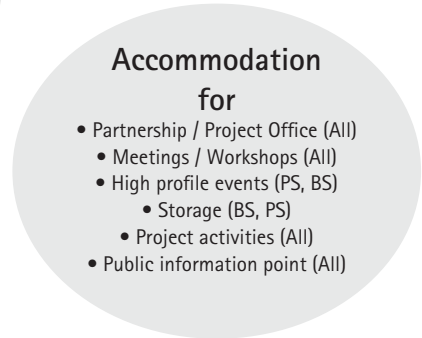 Accommodation
for
• Partnership / Project Office (All)
• Meetings / Workshops (All)
• High profile events (PS, BS)
• Storage (BS, PS)
• Project activities (All)
• Public information point (All)